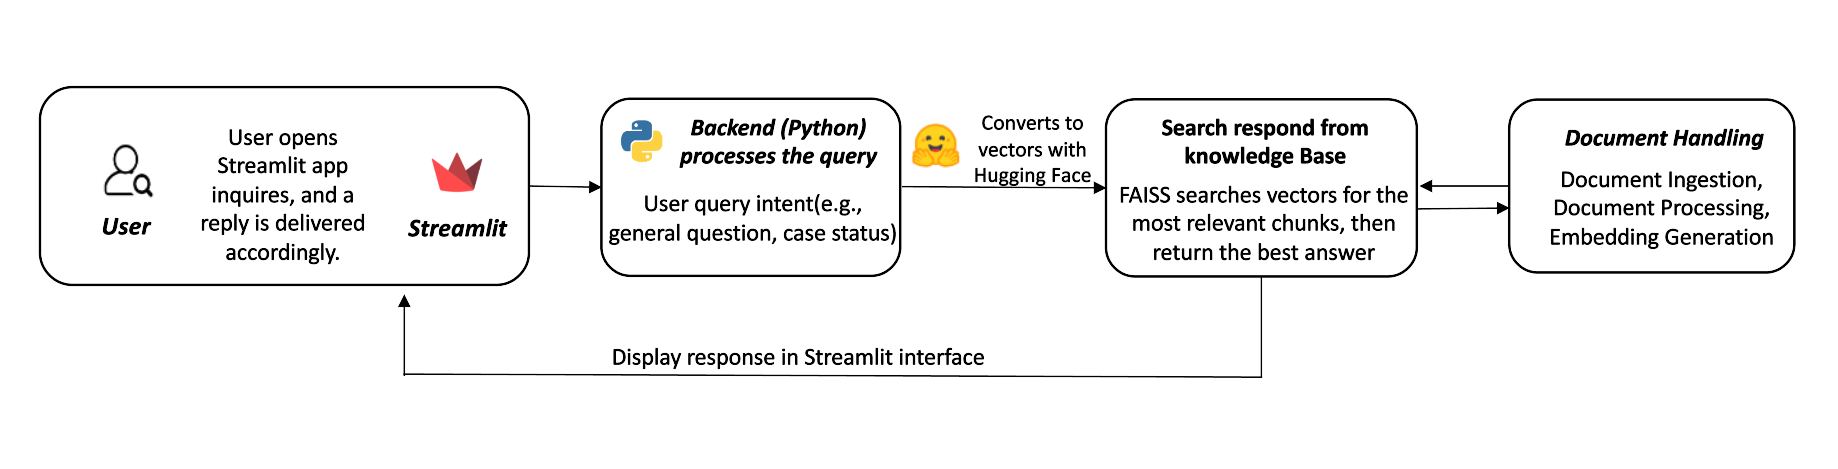 User opens
Streamlit app
inquires, and a
reply is delivered
accordingly.
User
Streamlit
Backend (Python)
processes the query
User query intent(e.g.,
general question, case status)
Converts to
vectors with
Hugging Face
Search respond from
knowledge Base
FAISS searches vectors for the
most relevant chunks, then
return the best answer
Document Handling
Document Ingestion,
Document Processing,
Embedding Generation
Display response in Streamlit interface